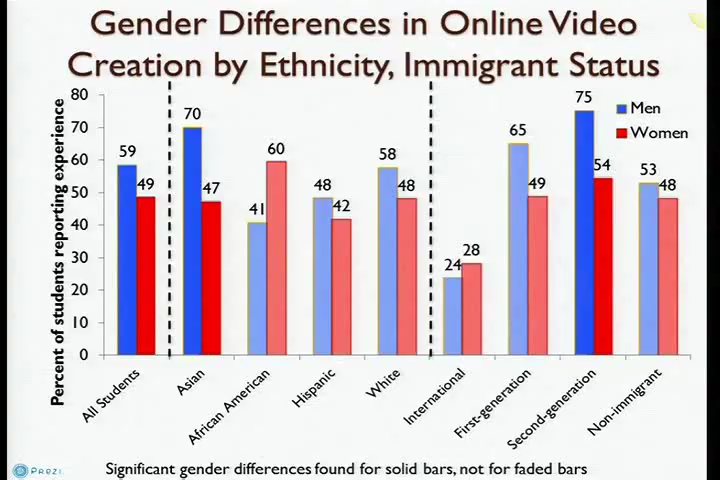 Gender Differences in Online Video
Creation by Ethnicity, Immigrant Status
Percent of students reporting experience
80
70
60
50
40
30
20
10
0
59
49
70
47
41
60
48
42
58
48
24
28
65
49
75
54
53
48
Men
Women
All Students
Asian
African American
Hispanic
White
International
First-generation
Second-generation
Non-immigrant
Significant gender differences found for solid bars, not for faded bars
Prezi